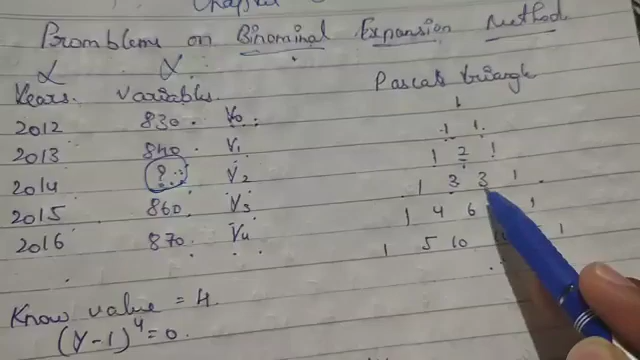 Chapter
Promblems on Binominal Expansion Method
X Y
Years. Variables.
2012 830. Y0
2013 840. Y1
2014 ? Y2
2015 860. Y3
2016 870. Y4
Pascals triangle
1
1 1
1 2 1
1 3 3 1
1 4 6 1
1 5 10 1
Know value = 4.
(Y-1)^4=0.